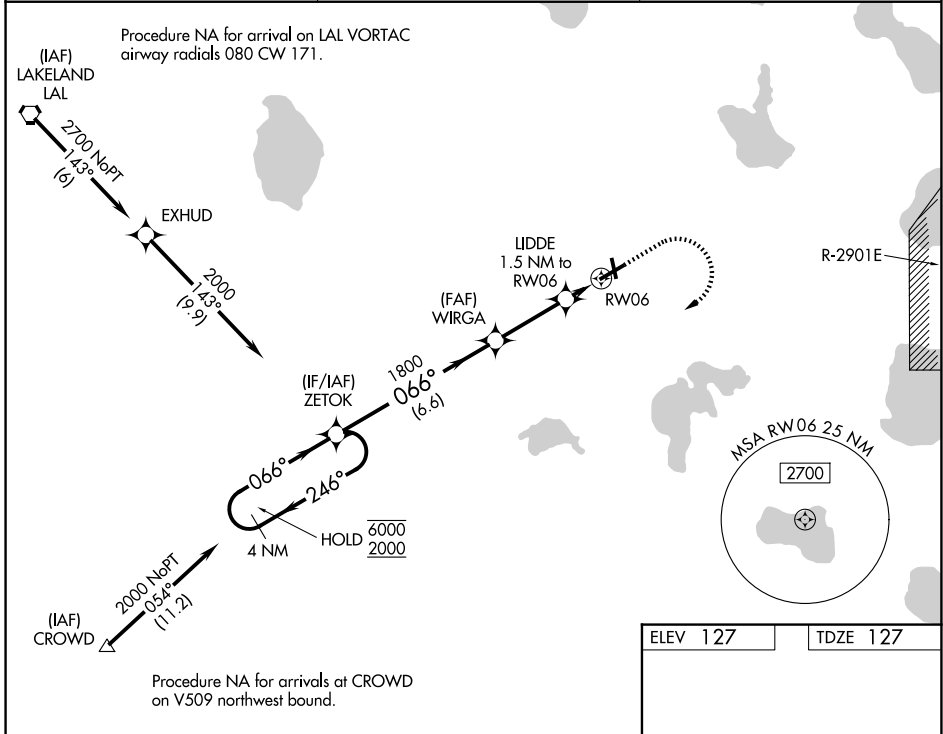 Procedure NA for arrival on LAL VORTAC
airway radials 080 CW 171.
(IAF)
LAKELAND
LAL
2700 NoPT
143°
(6)
EXHUD
2000
143°
(9.9)
LIDDE
1.5 NM to
RW06
RW06
R-2901E
(FAF)
WIRGA
1800
066°
(6.6)
(IF/IAF)
ZETOK
066°
246°
4 NM
HOLD 6000
2000
MSA RW06 25 NM
2700
2000 NoPT
054°
(11.2)
(IAF)
CROWD
Procedure NA for arrivals at CROWD
on V509 northwest bound.
ELEV 127
TDZE 127